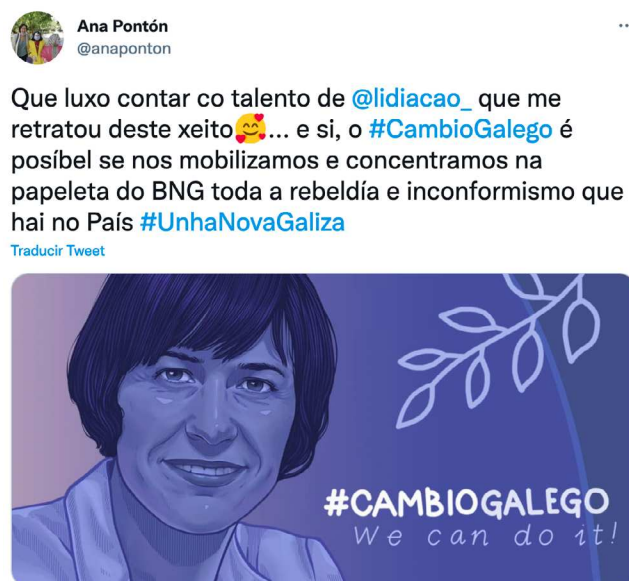 Ana Pontón
@anaponton
Que luxo contar co talento de @lidiacao_ que me
retratou deste xeito🥰... e si, o #CambioGalego é
posíbel se nos mobilizamos e concentramos na
papeleta do BNG toda a rebeldía e inconformismo que
hai no País #UnhaNovaGaliza
Traducir Tweet
#CAMBIOGALEGO
We can do it!